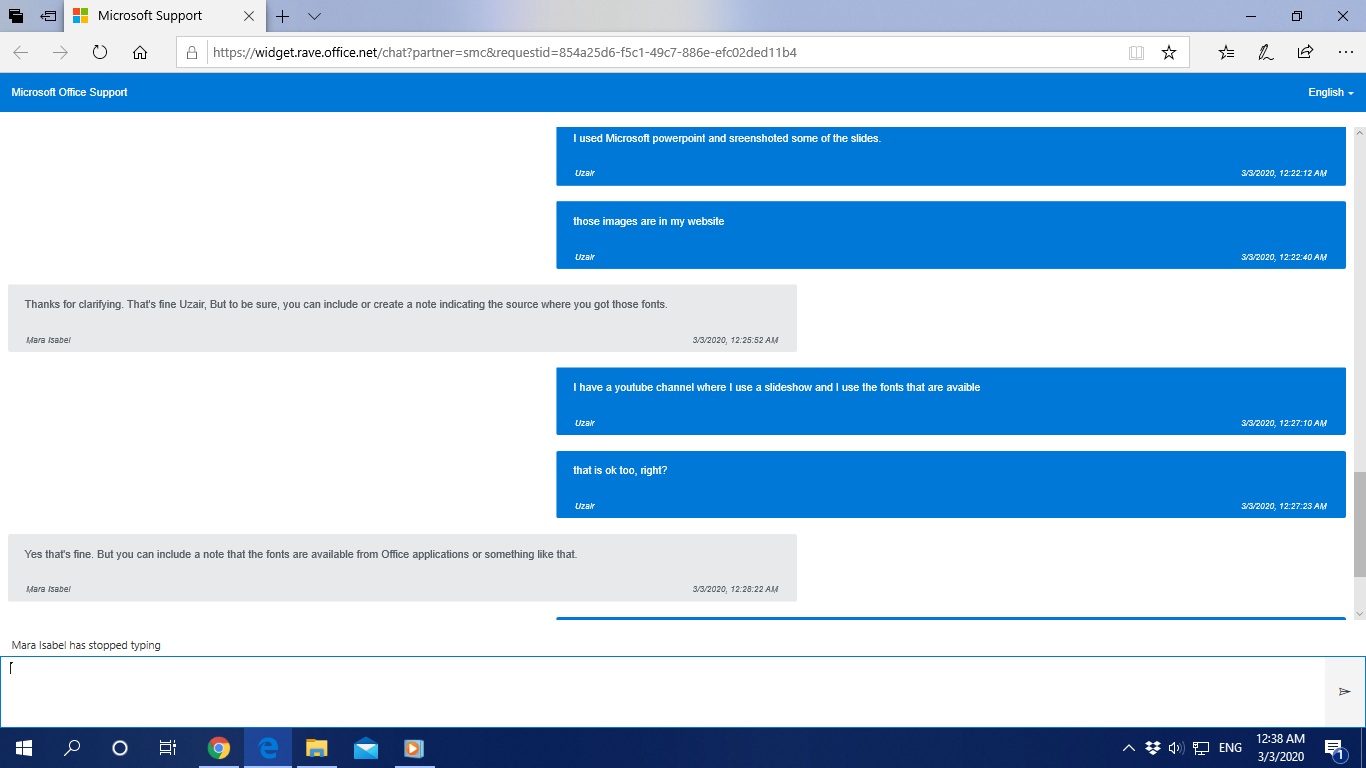 Microsoft Support
https://widget.rave.office.net/chat?partner=smc&requestid=854a25d6-f5c1-49c7-886e-efc02ded11b4
Microsoft Office Support
English
I used Microsoft powerpoint and sreenshoted some of the slides.
Uzair 3/3/2020, 12:22:12 AM
those images are in my website
Uzair 3/3/2020, 12:22:40 AM
Thanks for clarifying. That's fine Uzair, But to be sure, you can include or create a note indicating the source where you got those fonts.
Mara Isabel 3/3/2020, 12:25:52 AM
I have a youtube channel where I use a slideshow and I use the fonts that are avaible
Uzair 3/3/2020, 12:27:10 AM
that is ok too, right?
Uzair 3/3/2020, 12:27:23 AM
Yes that's fine. But you can include a note that the fonts are available from Office applications or something like that.
Mara Isabel 3/3/2020, 12:28:22 AM
Mara Isabel has stopped typing
ENG
12:38 AM
3/3/2020
1